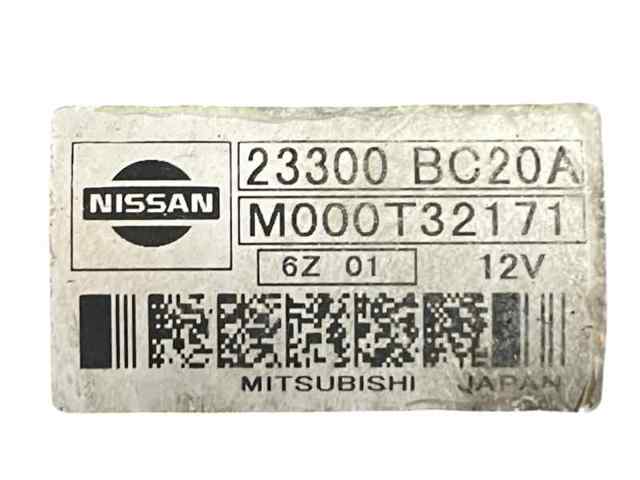 NISSAN
23300 BC20A
M000T32171
6Z 01 12V
MITSUBISHI JAPAN